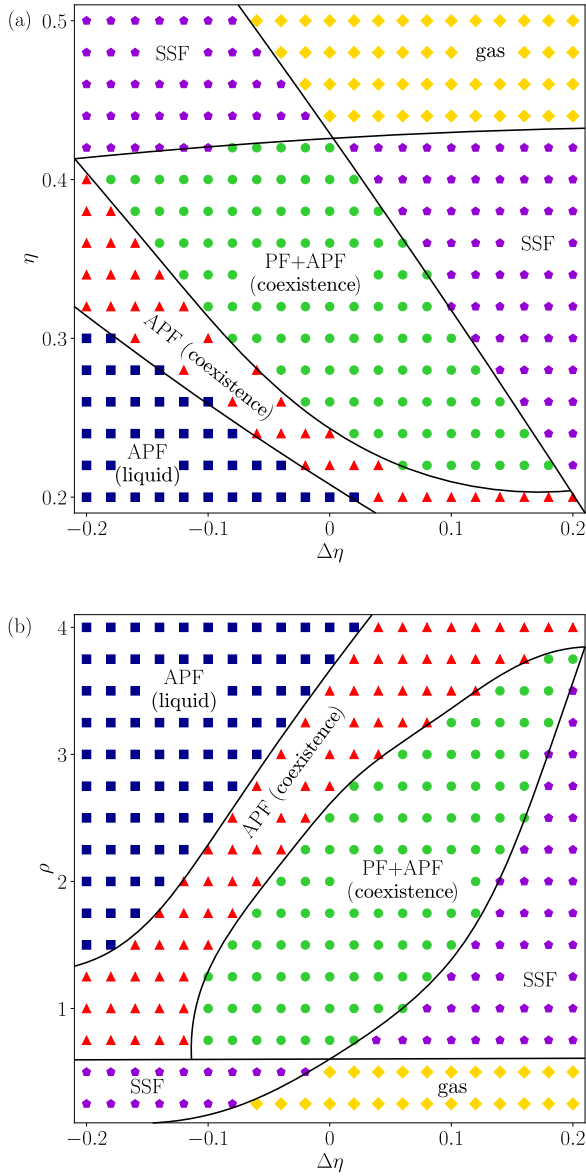 (a)
0.5
SSF
gas
0.4
η
SSF
PF+APF
(coexistence)
0.3
APF (coexistence)
APF
(liquid)
0.2
−0.2
−0.1
0
0.1
0.2
Δη
(b)
4
APF
(liquid)
3
APF (coexistence)
ρ
2
PF+APF
(coexistence)
1
SSF
SSF
gas
−0.2
−0.1
0
0.1
0.2
Δη